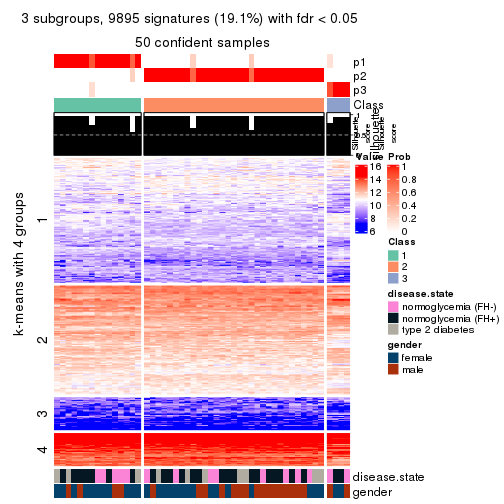 3 subgroups, 9895 signatures (19.1%) with fdr < 0.05
50 confident samples
p1
p2
p3
Class
Silhouette
score
k-means with 4 groups
1
2
3
4
disease.state
gender
Value
16
14
12
10
8
6
Prob
1
0.8
0.6
0.4
0.2
0
Class
1
2
3
disease.state
normoglycemia (FH-)
normoglycemia (FH+)
type 2 diabetes
gender
female
male